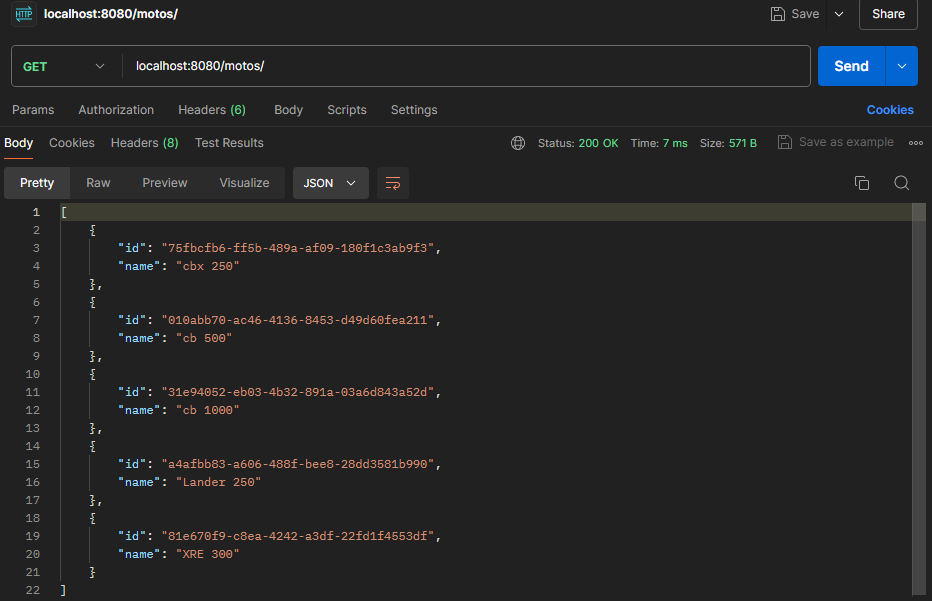 HTTP localhost:8080/motos/ Save Share
GET localhost:8080/motos/ Send
Params Authorization Headers (6) Body Scripts Settings Cookies
Body Cookies Headers (8) Test Results Status: 200 OK Time: 7 ms Size: 571 B Save as example
Pretty Raw Preview Visualize JSON
1 [
2 {
3 "id": "75fbcfb6-ff5b-489a-af09-180f1c3ab9f3",
4 "name": "cbx 250"
5 },
6 {
7 "id": "010abb70-ac46-4136-8453-d49d60fea211",
8 "name": "cb 500"
9 },
10 {
11 "id": "31e94052-eb03-4b32-891a-03a6d843a52d",
12 "name": "cb 1000"
13 },
14 {
15 "id": "a4afbb83-a606-488f-bee8-28dd3581b990",
16 "name": "Lander 250"
17 },
18 {
19 "id": "81e670f9-c8ea-4242-a3df-22fd1f4553df",
20 "name": "XRE 300"
21 }
22 ]